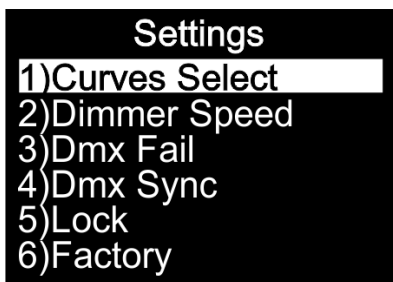 Settings
1)Curves Select
2)Dimmer Speed
3)Dmx Fail
4)Dmx Sync
5)Lock
6)Factory